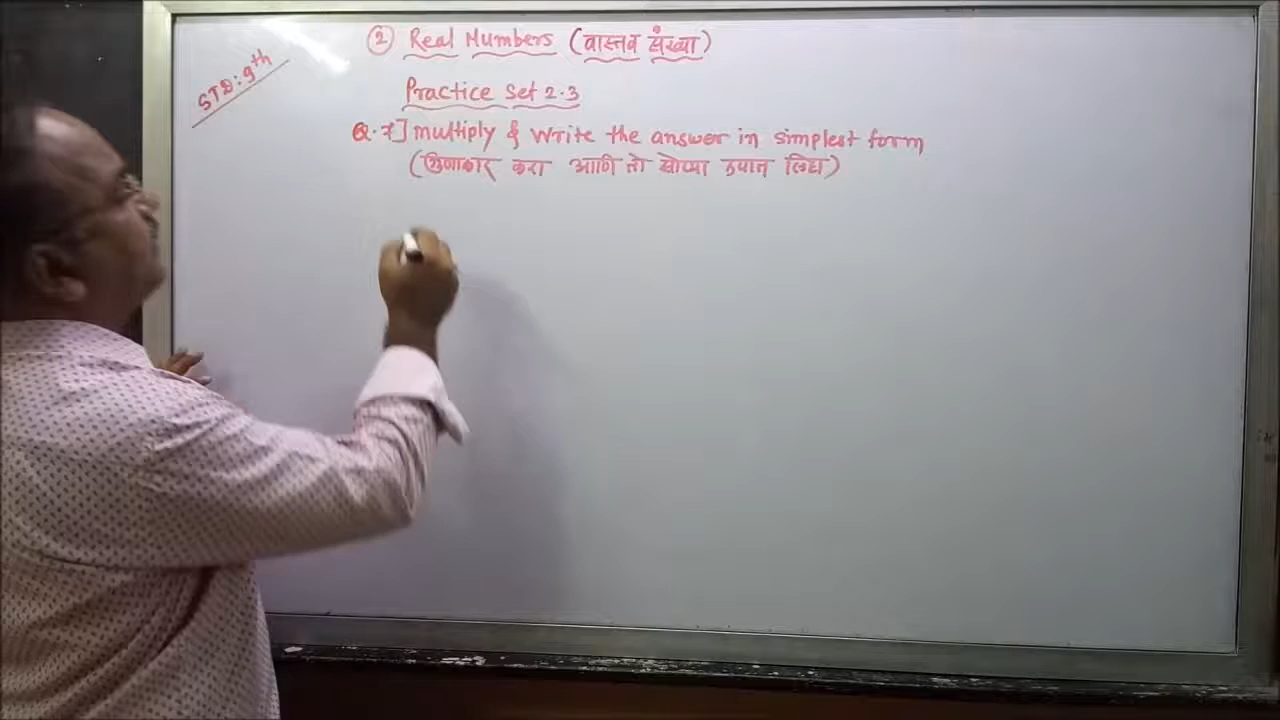 STD: 9th
② Real Numbers (वास्तव संख्या)
Practice Set 2.3
Q.7] multiply & Write the answer in simplest form
(गुणाकार करा आणि तो सोप्या रुपात लिहा)